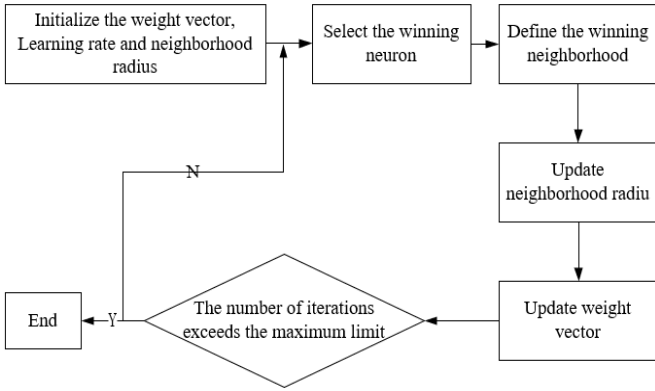 Initialize the weight vector,
Learning rate and neighborhood
radius
Select the winning
neuron
Define the winning
neighborhood
Update
neighborhood radiu
N
Update weight
vector
The number of iterations
exceeds the maximum limit
Y
End